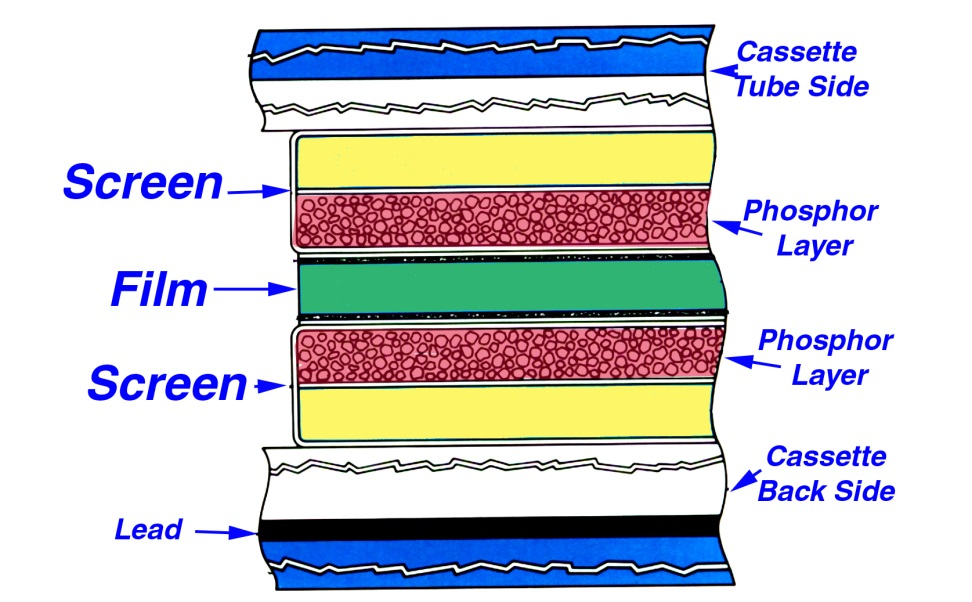 Cassette
Tube Side
Screen
Phosphor
Layer
Film
Phosphor
Layer
Screen
Cassette
Back Side
Lead